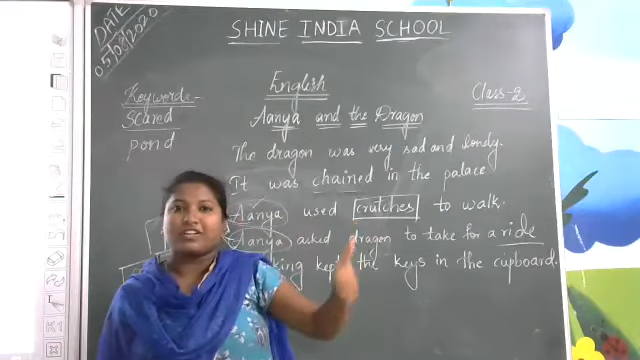 DATE
05/03/2020
SHINE INDIA SCHOOL
English
Class-2
Keywords:-
Scared
pond
Aanya and the Dragon
The dragon was very sad and lonely.
It was chained in the palace
Aanya used crutches to walk.
Aanya asked dragon to take for a ride
king kept the keys in the cupboard.
K1